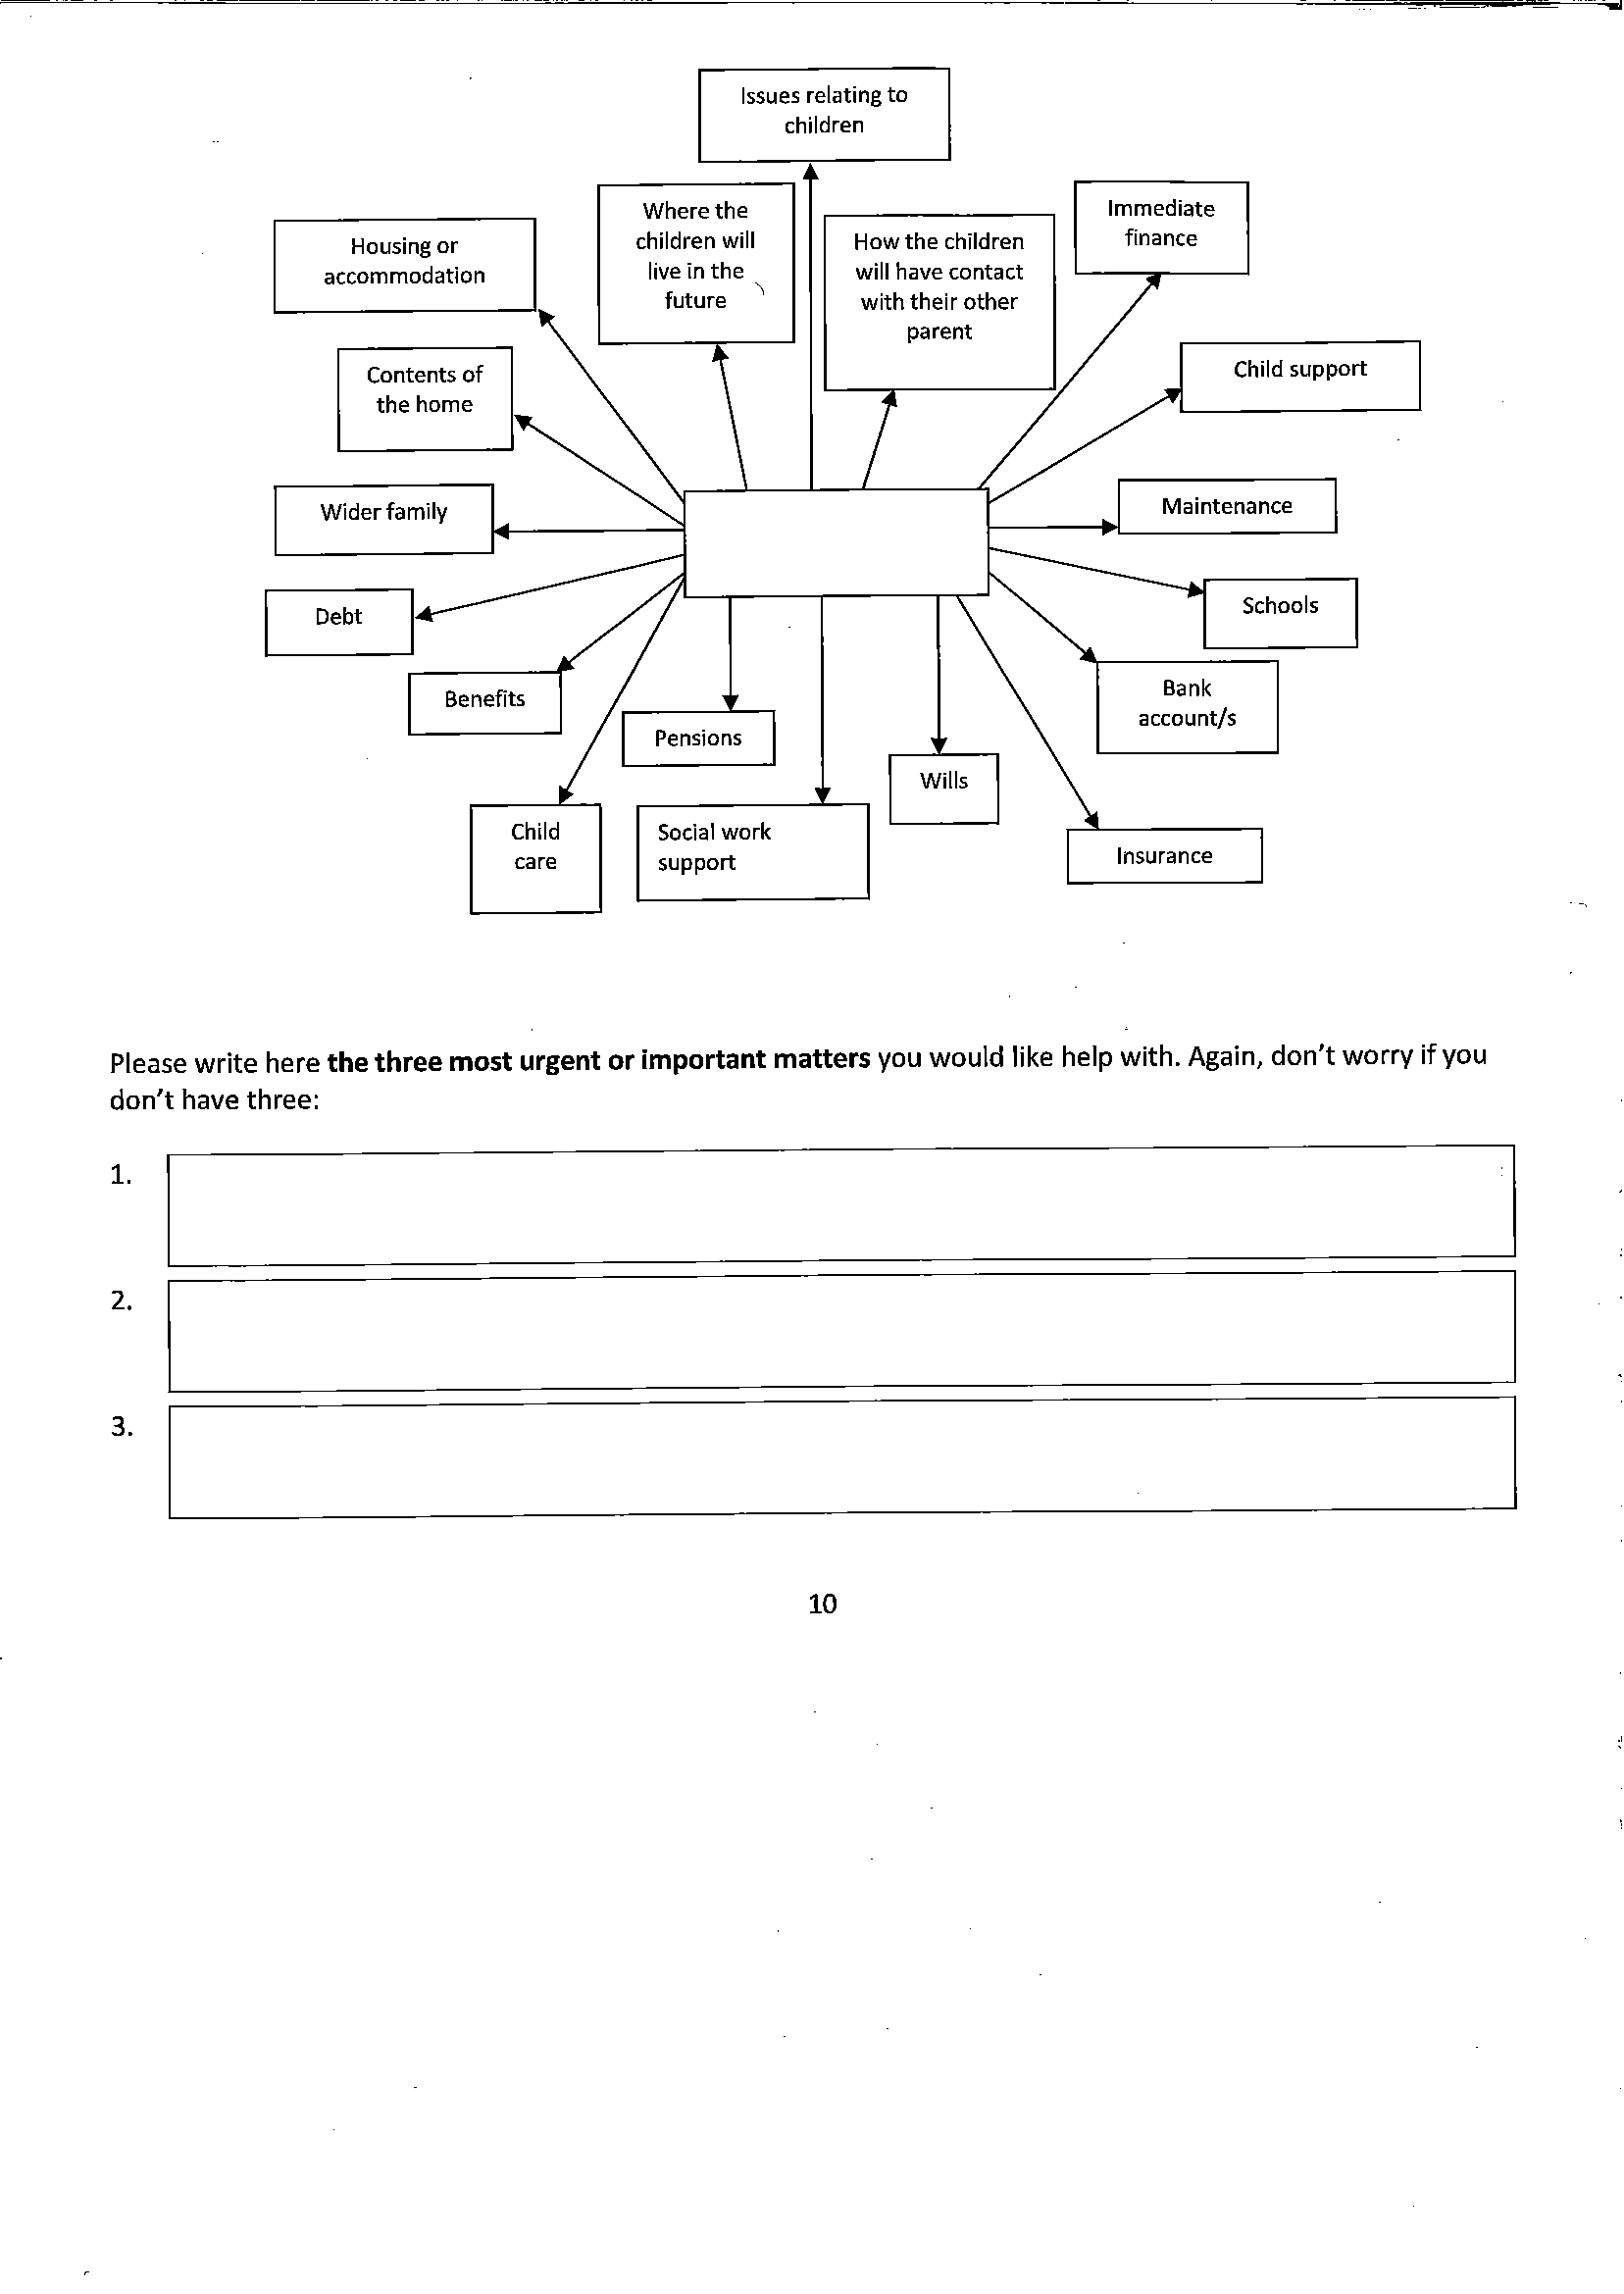 Issues relating to
children
Where the
children will
live in the
future
How the children
will have contact
with their other
parent
Immediate
finance
Housing or
accommodation
Contents of
the home
Child support
Wider family
Maintenance
Debt
Schools
Benefits
Bank
account/s
Pensions
Wills
Child
care
Social work
support
Insurance
Please write here the three most urgent or important matters you would like help with. Again, don't worry if you
don't have three:
1.
2.
3.
10